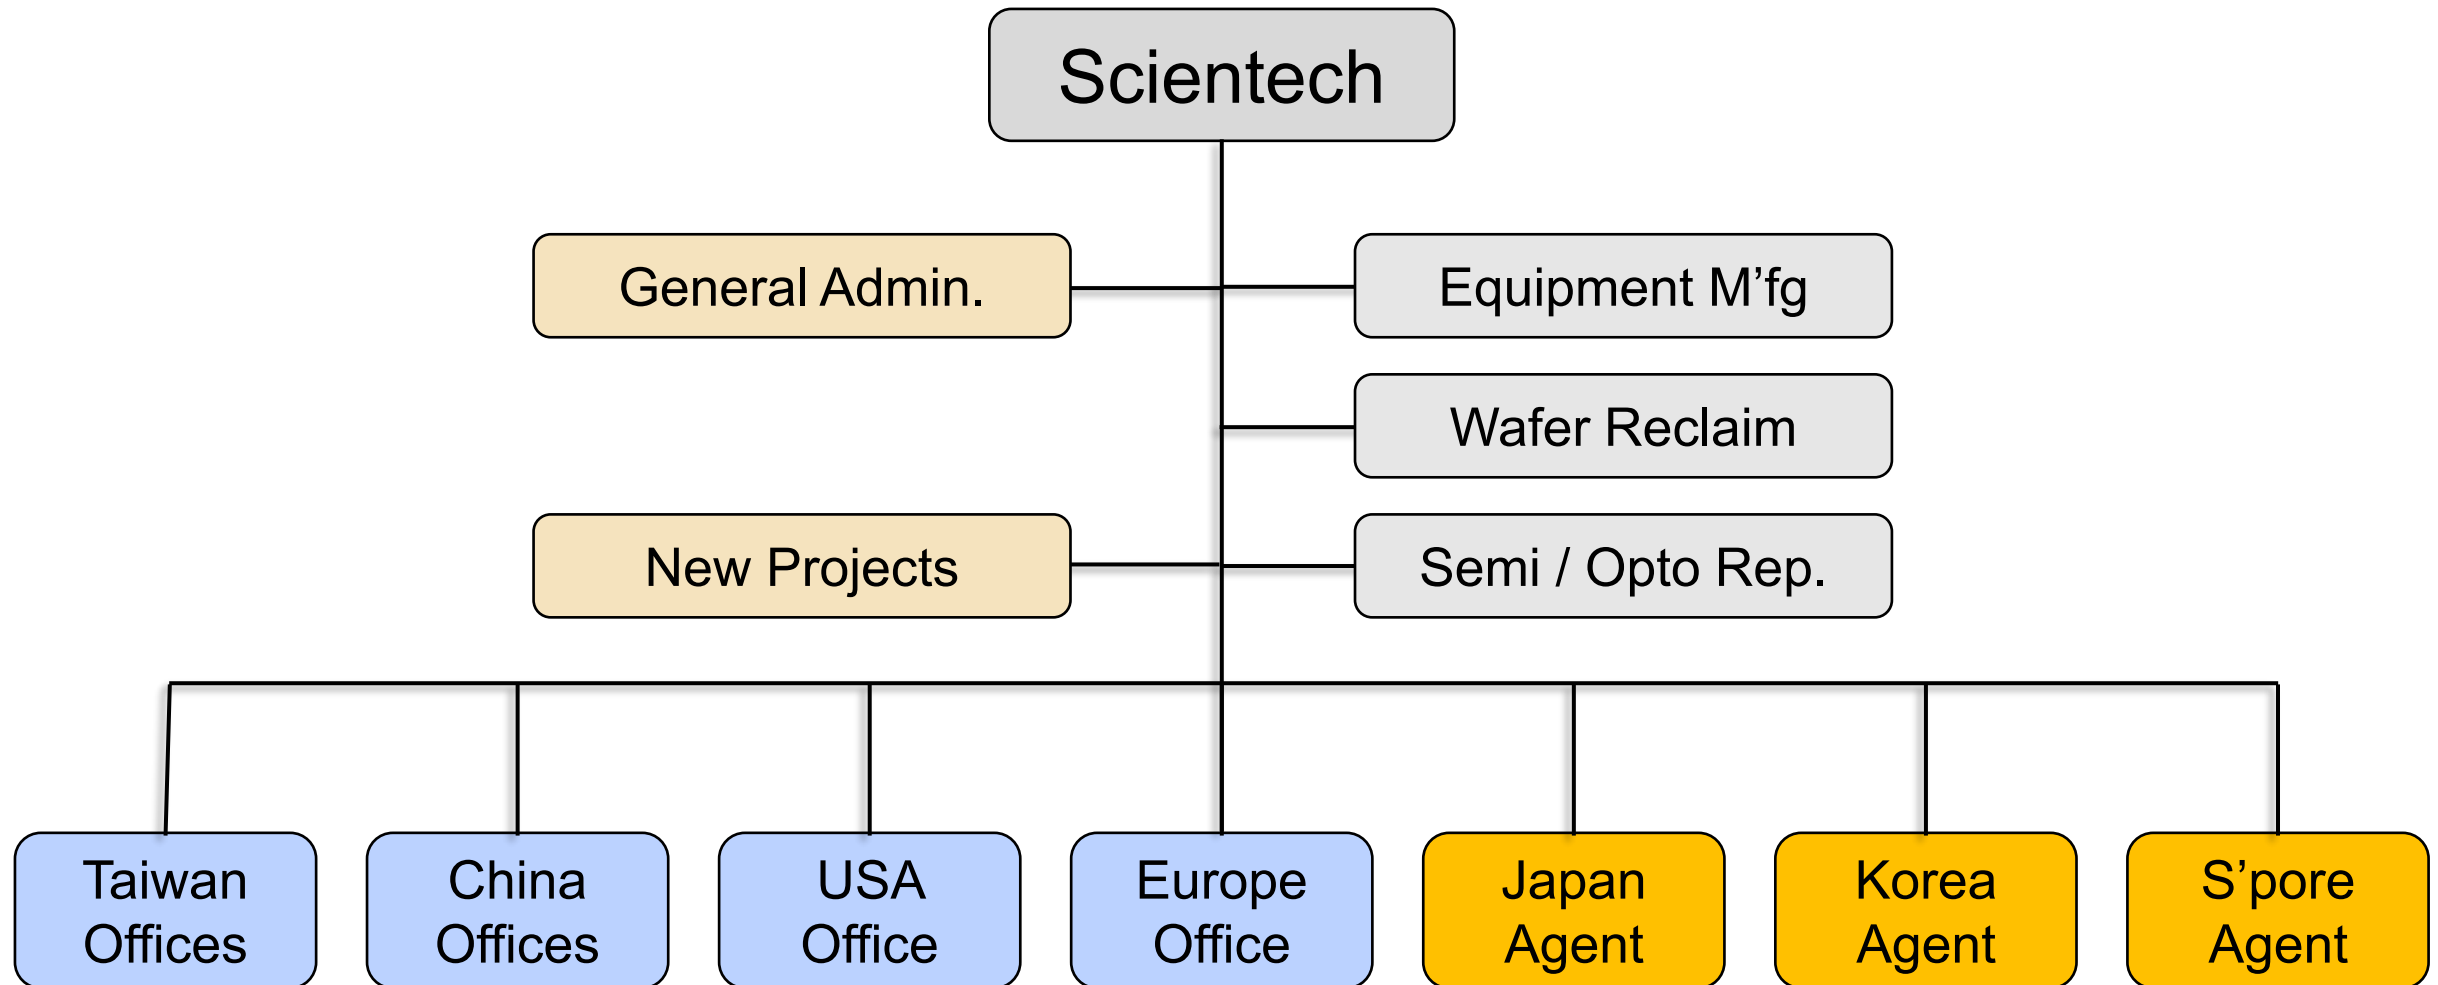 Scientech
General Admin.
Equipment M’fg
Wafer Reclaim
New Projects
Semi / Opto Rep.
Taiwan
Offices
China
Offices
USA
Office
Europe
Office
Japan
Agent
Korea
Agent
S’pore
Agent